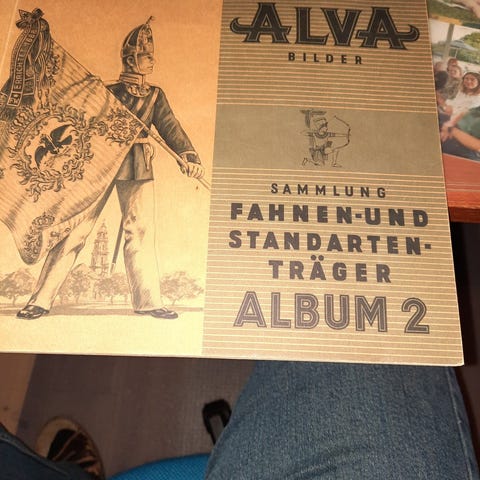 ALVA
BILDER
SAMMLUNG
FAHNEN-UND
STANDARTEN-
TRÄGER
ALBUM 2